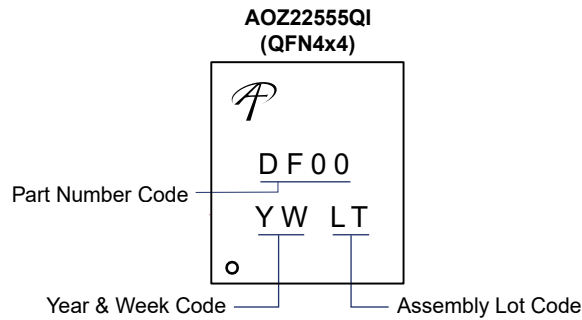 AOZ22555QI
(QFN4x4)
DF00
Part Number Code
YW LT
Year & Week Code
Assembly Lot Code